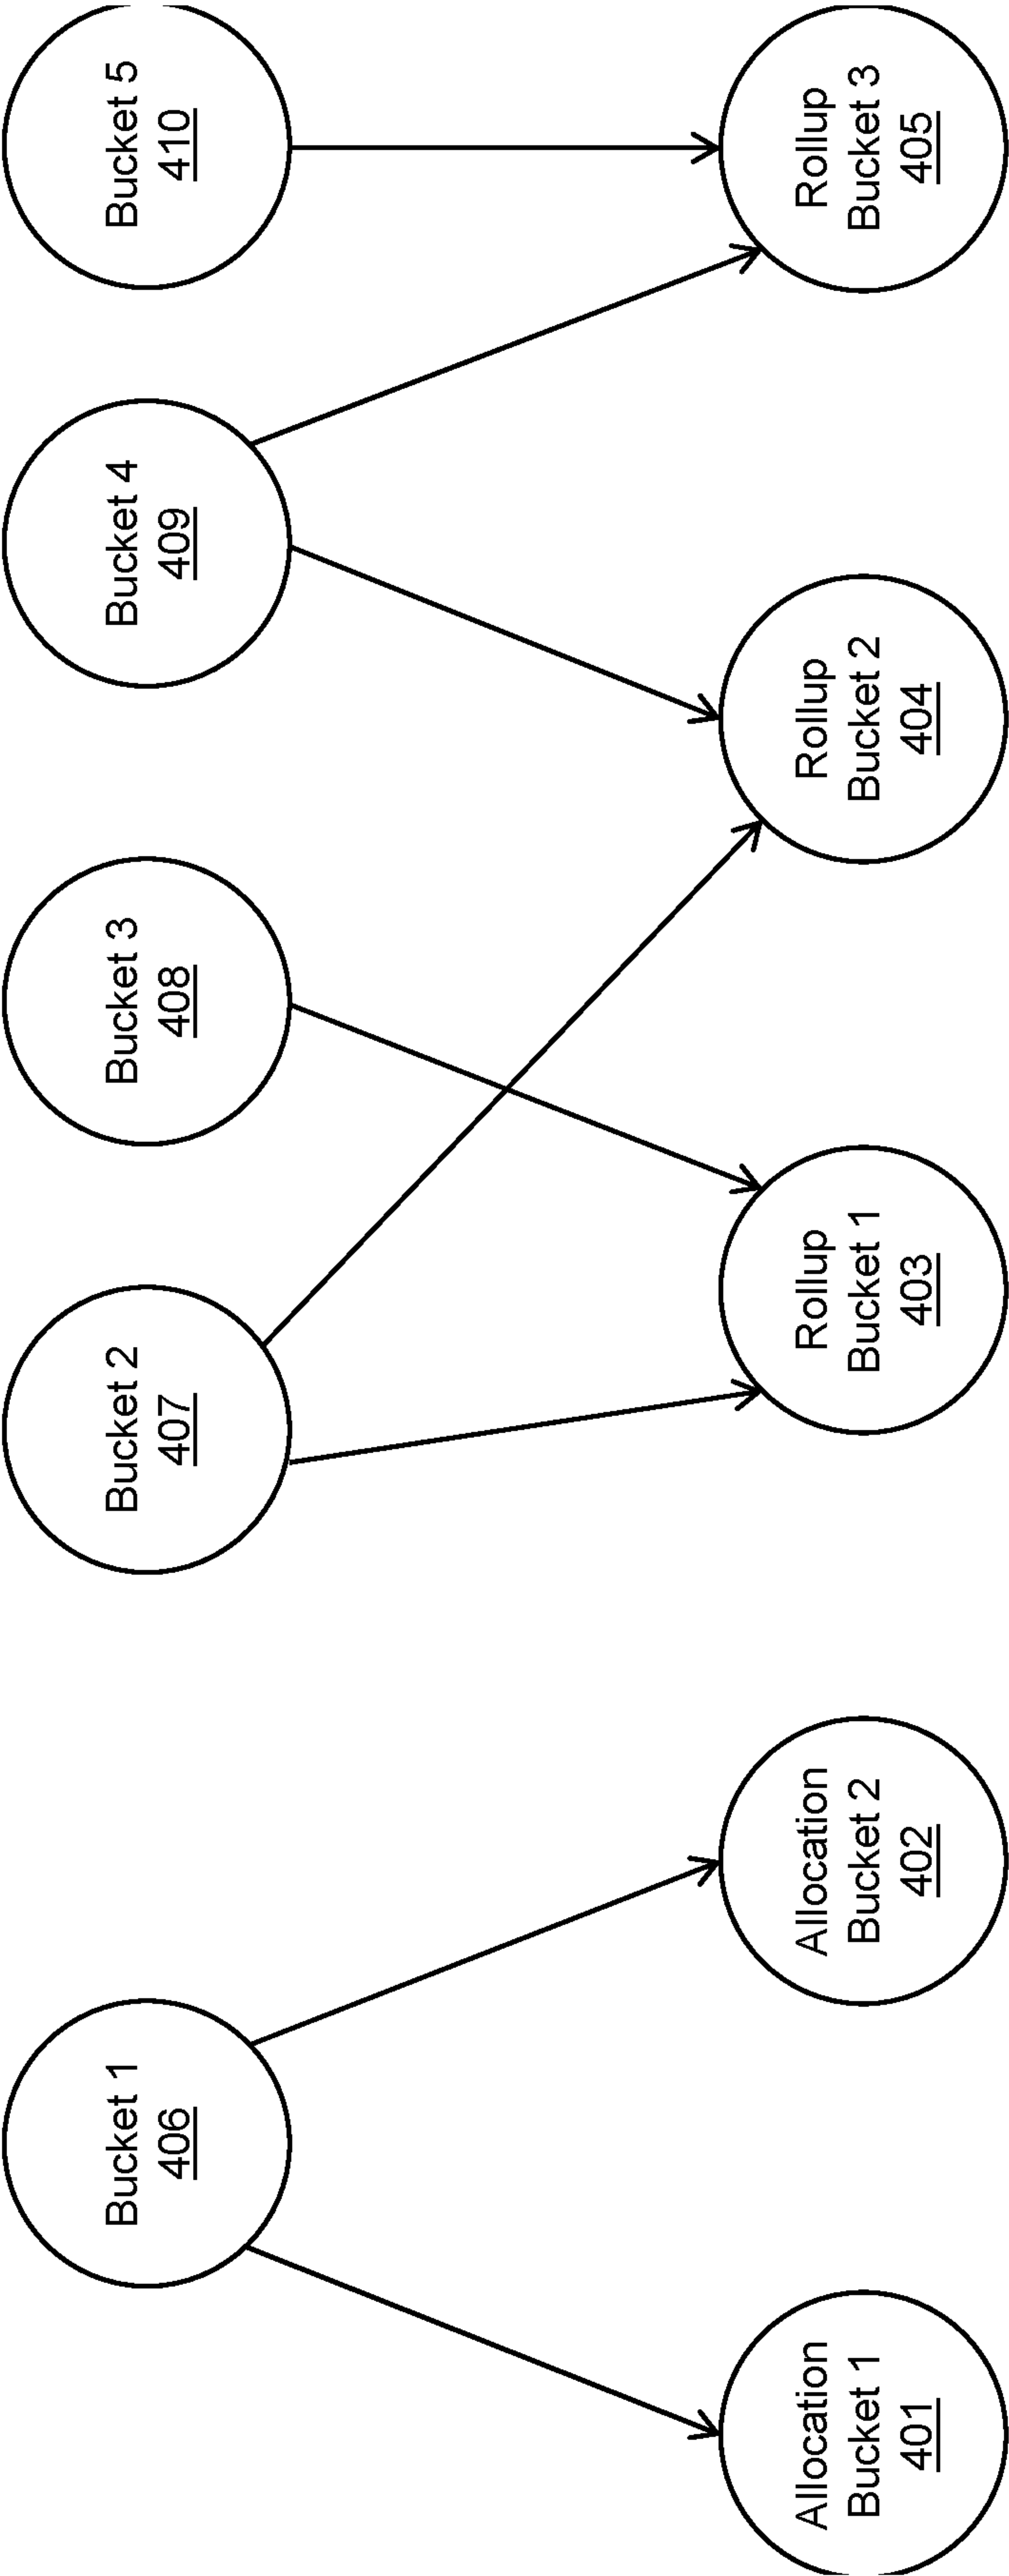 Bucket 1
406
Bucket 2
407
Bucket 3
408
Bucket 4
409
Bucket 5
410
Allocation
Bucket 1
401
Allocation
Bucket 2
402
Rollup
Bucket 1
403
Rollup
Bucket 2
404
Rollup
Bucket 3
405